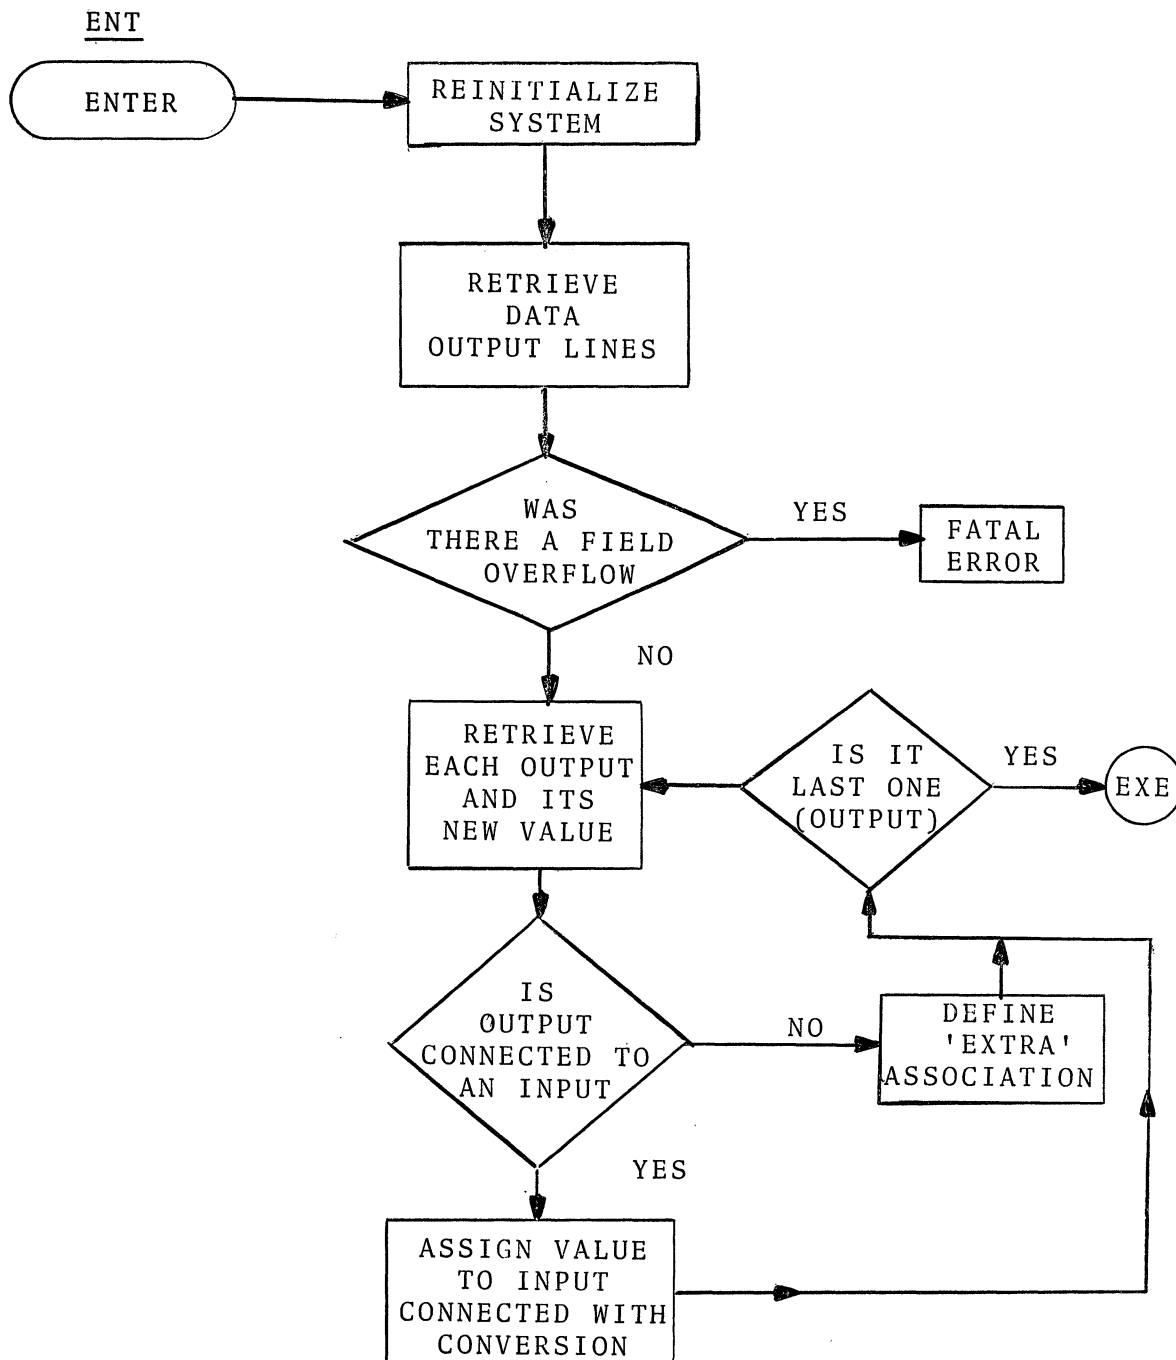 ENT
ENTER
REINITIALIZE
SYSTEM
RETRIEVE
DATA
OUTPUT LINES
WAS
THERE A FIELD
OVERFLOW
YES
FATAL
ERROR
NO
RETRIEVE
EACH OUTPUT
AND ITS
NEW VALUE
IS IT
LAST ONE
(OUTPUT)
YES
EXE
IS
OUTPUT
CONNECTED TO
AN INPUT
NO
DEFINE
'EXTRA'
ASSOCIATION
YES
ASSIGN VALUE
TO INPUT
CONNECTED WITH
CONVERSION